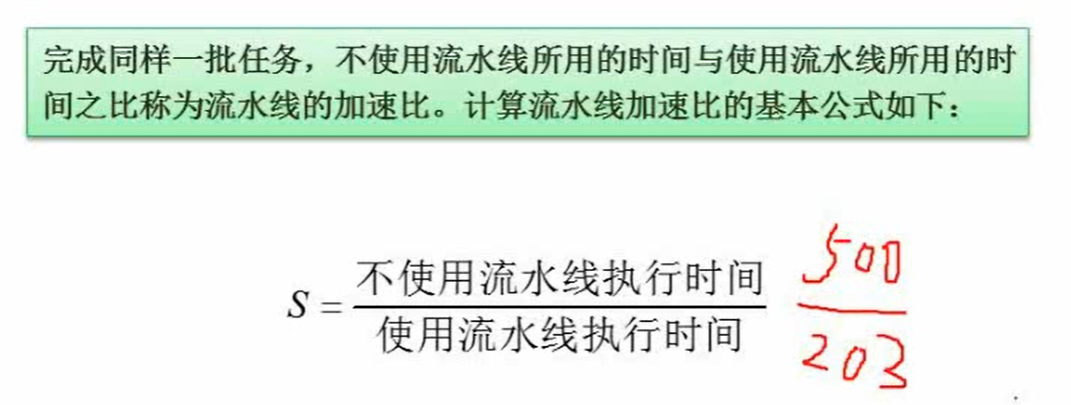 完成同样一批任务，不使用流水线所用的时间与使用流水线所用的时
间之比称为流水线的加速比。计算流水线加速比的基本公式如下：
不使用流水线执行时间 500
S =
使用流水线执行时间 203